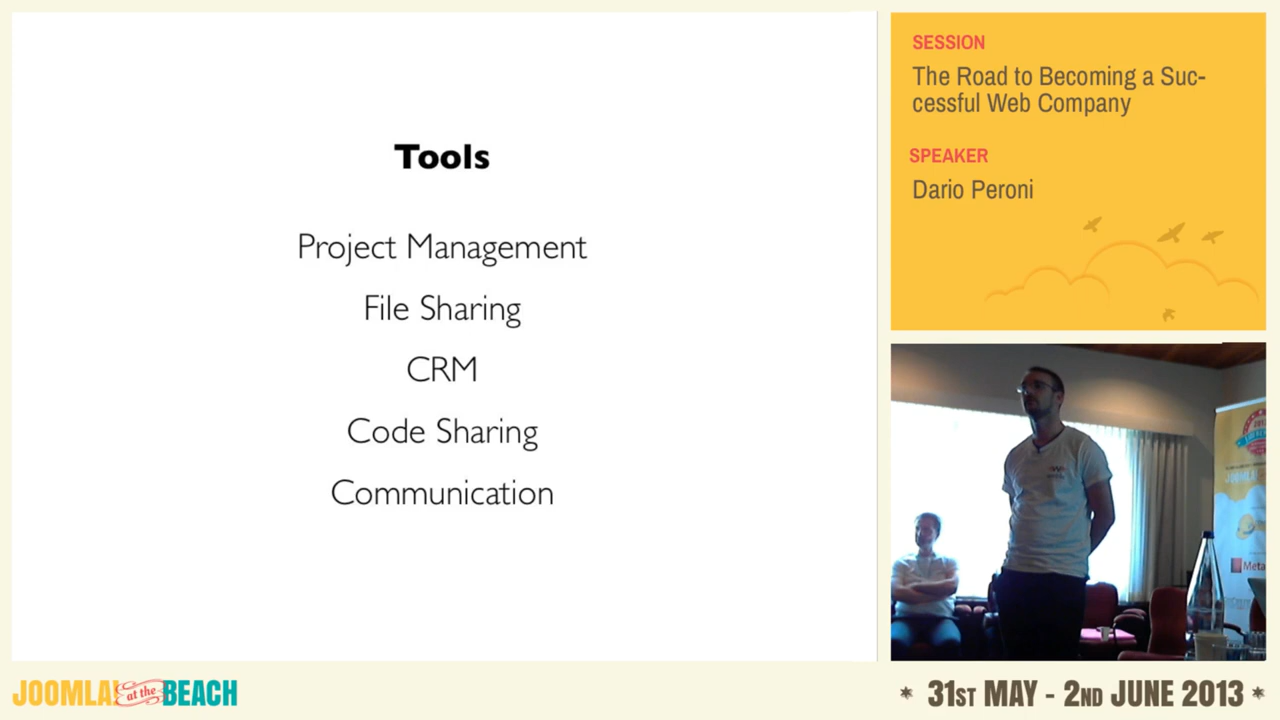 Tools
Project Management
File Sharing
CRM
Code Sharing
Communication
SESSION
The Road to Becoming a Suc-
cessful Web Company
SPEAKER
Dario Peroni
Meta
JOOMLA! at the BEACH
* 31ST MAY - 2ND JUNE 2013 *